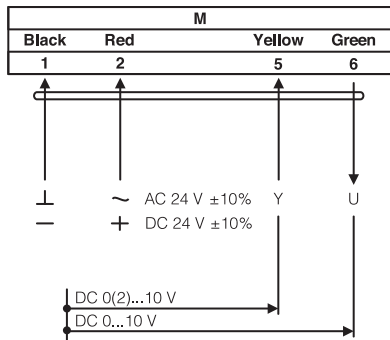 M
Black Red Yellow Green
1 2 5 6
⊥ ~ AC 24 V ±10% Y U
− + DC 24 V ±10%
DC 0(2)...10 V
DC 0...10 V